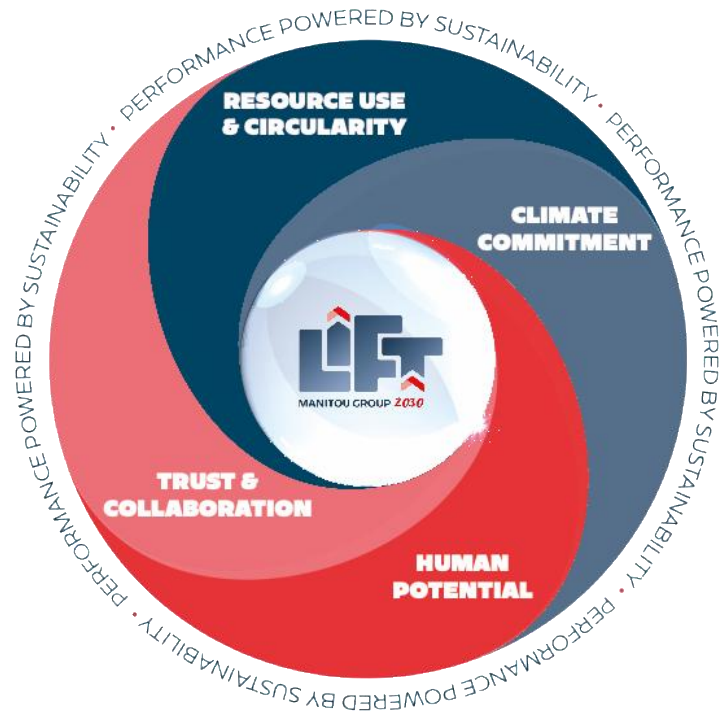 PERFORMANCE POWERED BY SUSTAINABILITY •
PERFORMANCE POWERED BY SUSTAINABILITY •
PERFORMANCE POWERED BY SUSTAINABILITY •
PERFORMANCE POWERED BY SUSTAINABILITY •
RESOURCE USE
& CIRCULARITY
CLIMATE
COMMITMENT
LIFT
MANITOU GROUP 2030
TRUST &
COLLABORATION
HUMAN
POTENTIAL